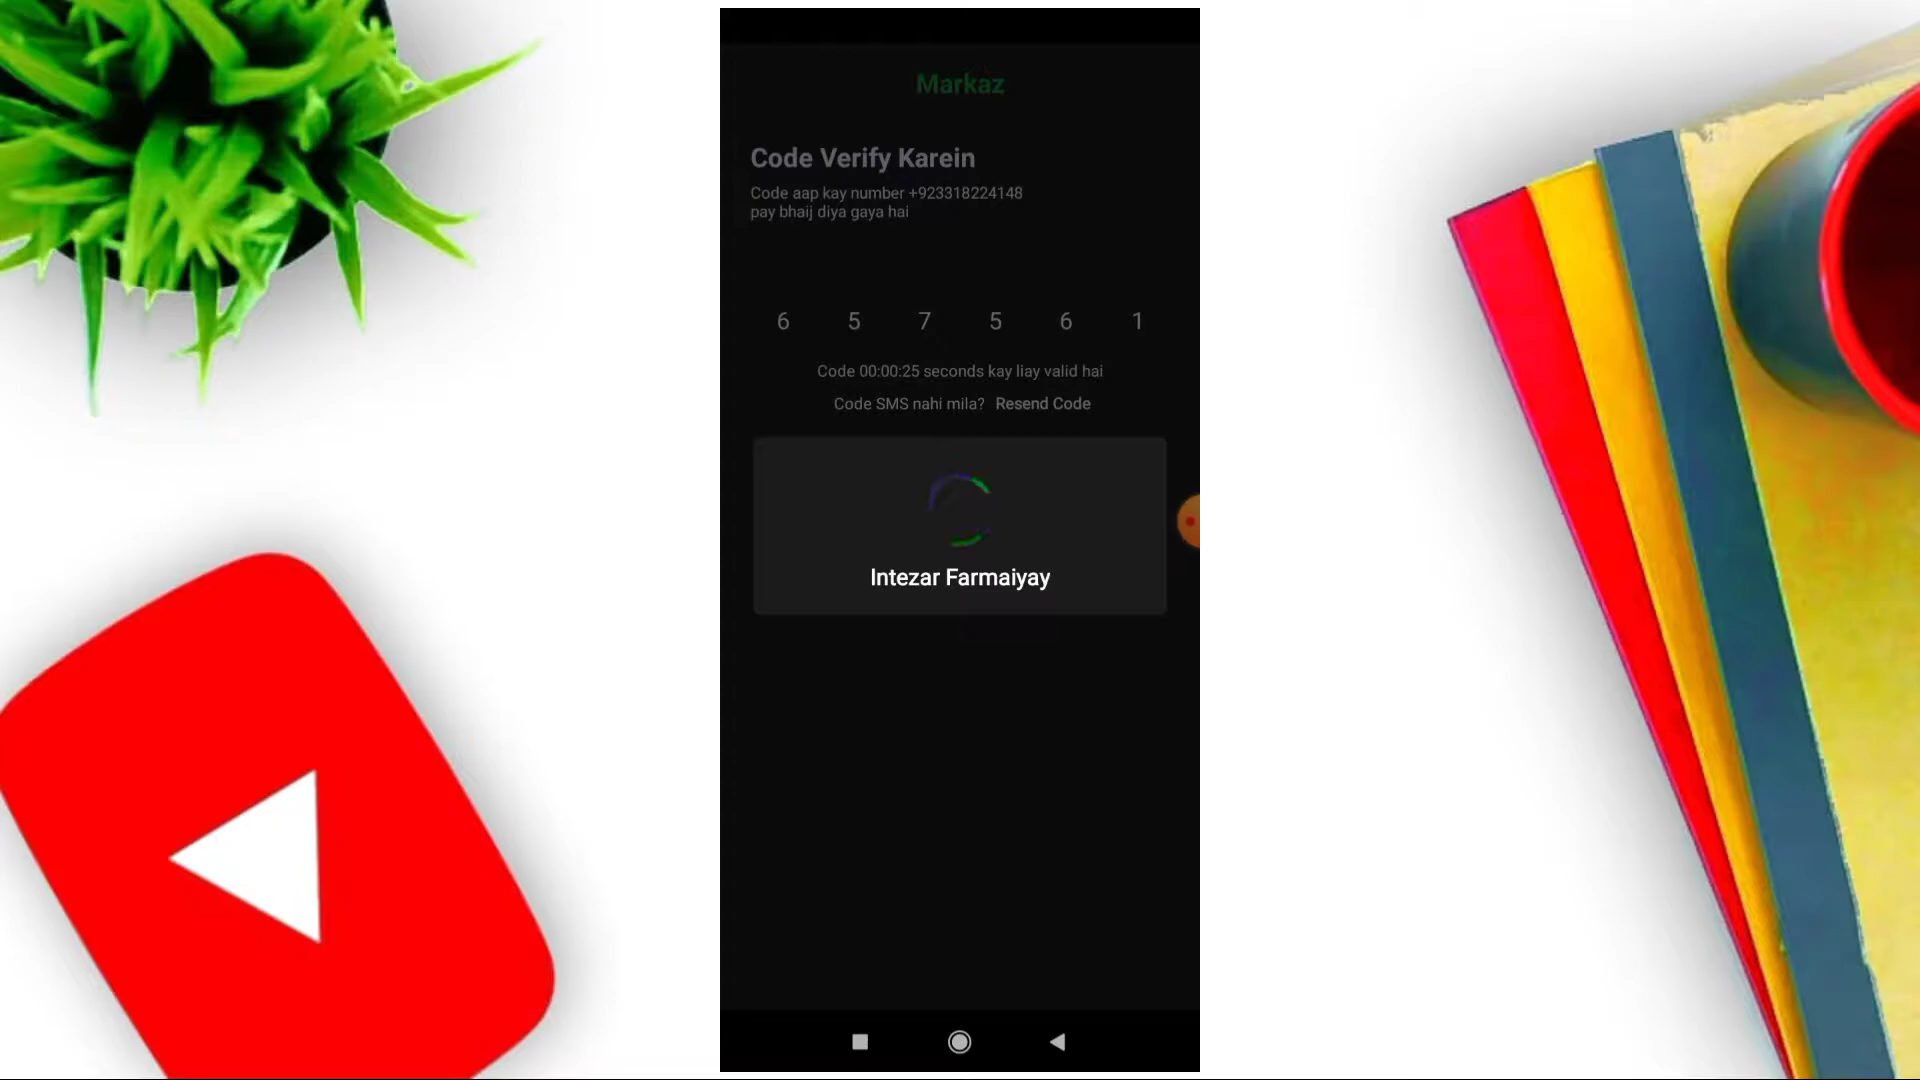 Markaz
Code Verify Karein
Code aap kay number +923318224148
pay bhaij diya gaya hai
6 5 7 5 6 1
Code 00:00:25 seconds kay liay valid hai
Code SMS nahi mila? Resend Code
Intezar Farmaiyay